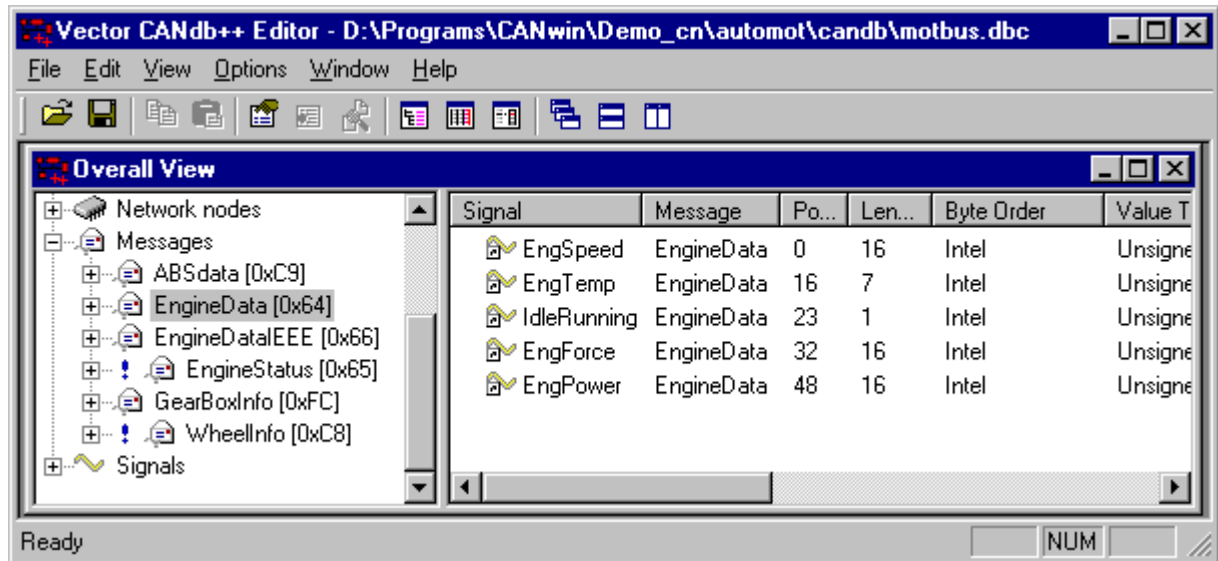 Vector CANdb++ Editor - D:\Programs\CANwin\Demo_cn\automot\candb\motbus.dbc
File Edit View Options Window Help
Overall View
Network nodes
Messages
ABSdata [0xC9]
EngineData [0x64]
EngineDataIEEE [0x66]
EngineStatus [0x65]
GearBoxInfo [0xFC]
WheelInfo [0xC8]
Signals
Signal Message Po... Len... Byte Order Value T
EngSpeed EngineData 0 16 Intel Unsigne
EngTemp EngineData 16 7 Intel Unsigne
IdleRunning EngineData 23 1 Intel Unsigne
EngForce EngineData 32 16 Intel Unsigne
EngPower EngineData 48 16 Intel Unsigne
Ready NUM